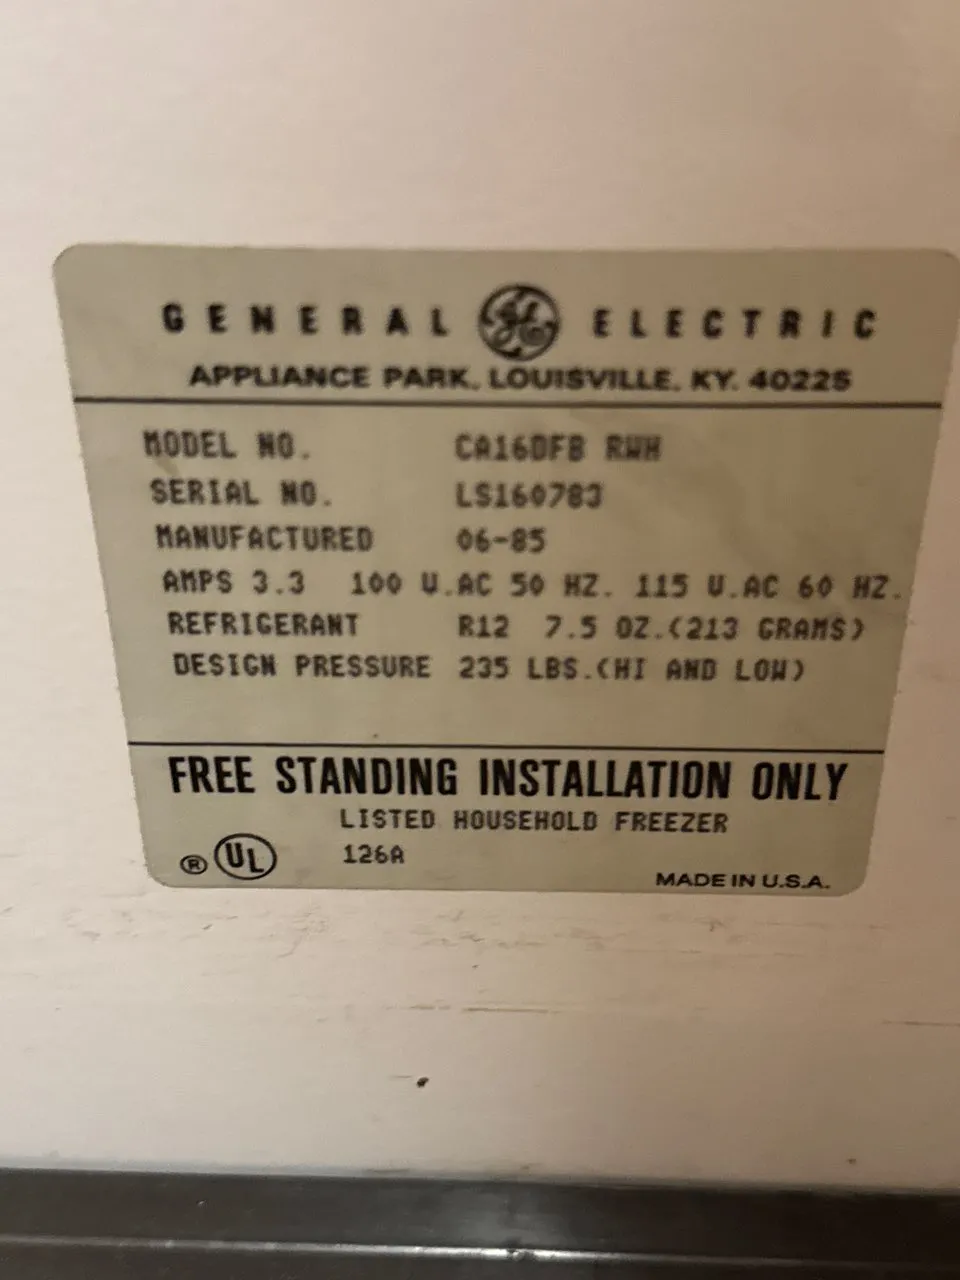 GENERAL GE ELECTRIC
APPLIANCE PARK, LOUISVILLE, KY. 40225
MODEL NO. CA16DFB RWH
SERIAL NO. LS160783
MANUFACTURED 06-85
AMPS 3.3 100 V.AC 50 HZ. 115 V.AC 60 HZ.
REFRIGERANT R12 7.5 OZ.(213 GRAMS)
DESIGN PRESSURE 235 LBS.(HI AND LOW)
FREE STANDING INSTALLATION ONLY
LISTED HOUSEHOLD FREEZER
® UL 126A
MADE IN U.S.A.